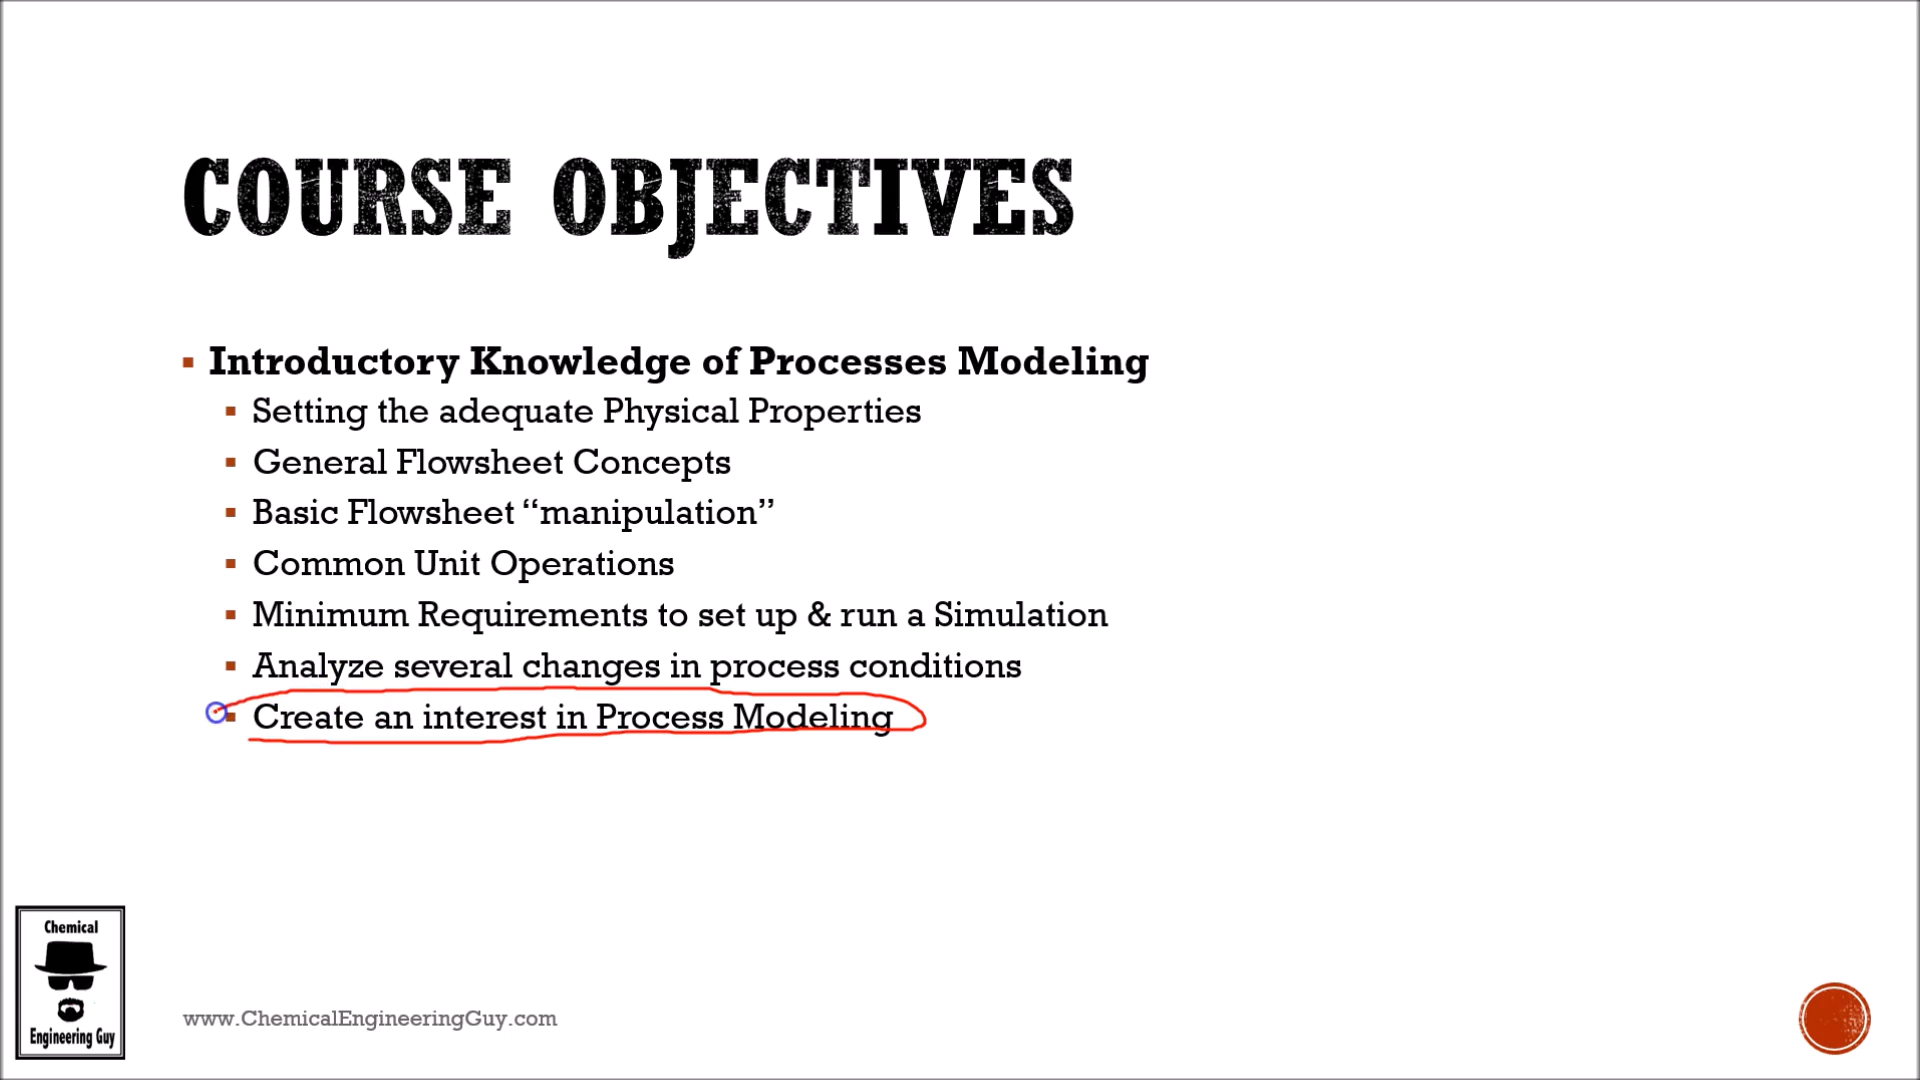 COURSE OBJECTIVES
Introductory Knowledge of Processes Modeling
Setting the adequate Physical Properties
General Flowsheet Concepts
Basic Flowsheet “manipulation”
Common Unit Operations
Minimum Requirements to set up & run a Simulation
Analyze several changes in process conditions
Create an interest in Process Modeling
Chemical
Engineering Guy
www.ChemicalEngineeringGuy.com